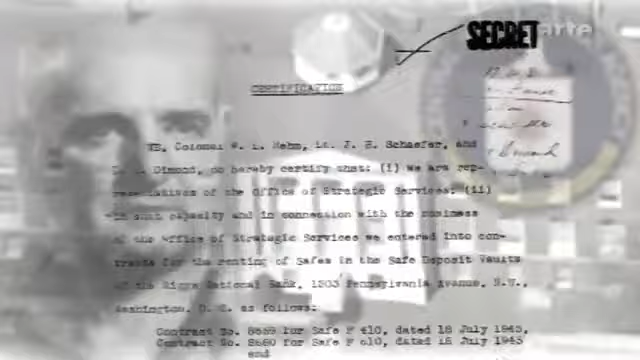 SECRET
arte
CERTIFICATION
WE, Colonel W. L. Rehm, Lt. J. E. Schaefer, and
Dimond, do hereby certify that: (i) we are rep-
resentatives of the Office of Strategic Services; (ii)
in such capacity and in connection with the business
of the Office of Strategic Services we entered into con-
tracts for the renting of Safes in the Safe Deposit Vaults
of the Riggs National Bank, 1503 Pennsylvania Avenue, N.W.,
Washington, D. C. as follows:
Contract No. for Safe F 410, dated 18 July 1945,
Contract No. for Safe F 610, dated 18 July 1945
and